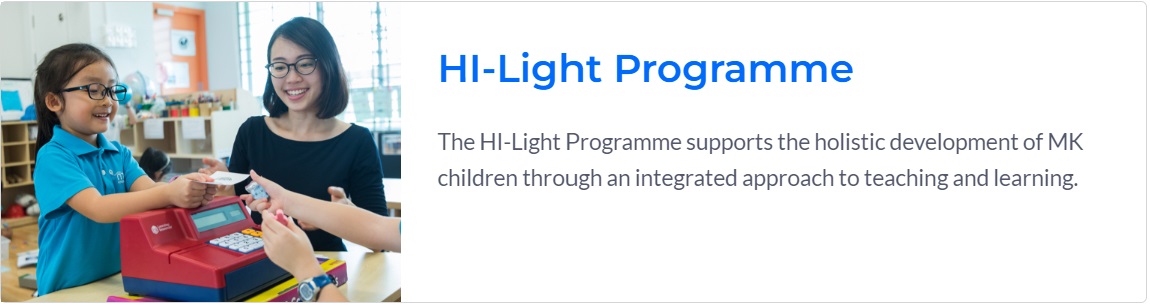 HI-Light Programme
The HI-Light Programme supports the holistic development of MK
children through an integrated approach to teaching and learning.